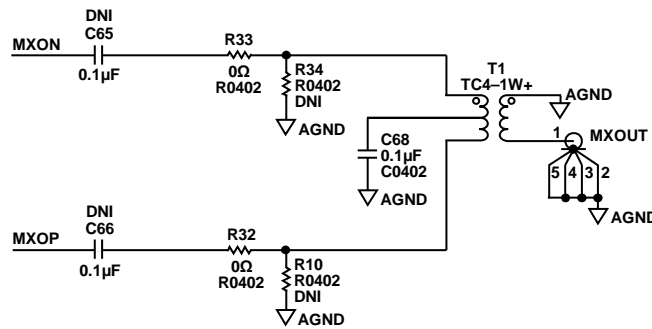 DNI
C65
MXON
0.1µF
R33
0Ω
R0402
R34
R0402
DNI
AGND
T1
TC4–1W+
AGND
C68
0.1µF
C0402
AGND
1
MXOUT
5
4
3
2
AGND
DNI
C66
MXOP
0.1µF
R32
0Ω
R0402
R10
R0402
DNI
AGND